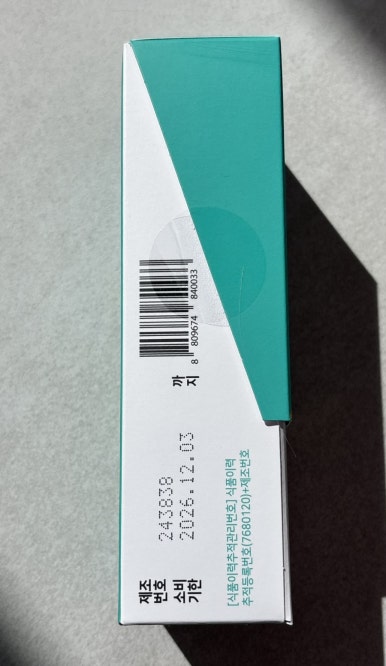 제조
번호
243838
소비
기한
2026.12.03
까
지
8 809674 840033
[식품이력추적관리번호] 식품이력
추적등록번호(7680120)+제조번호